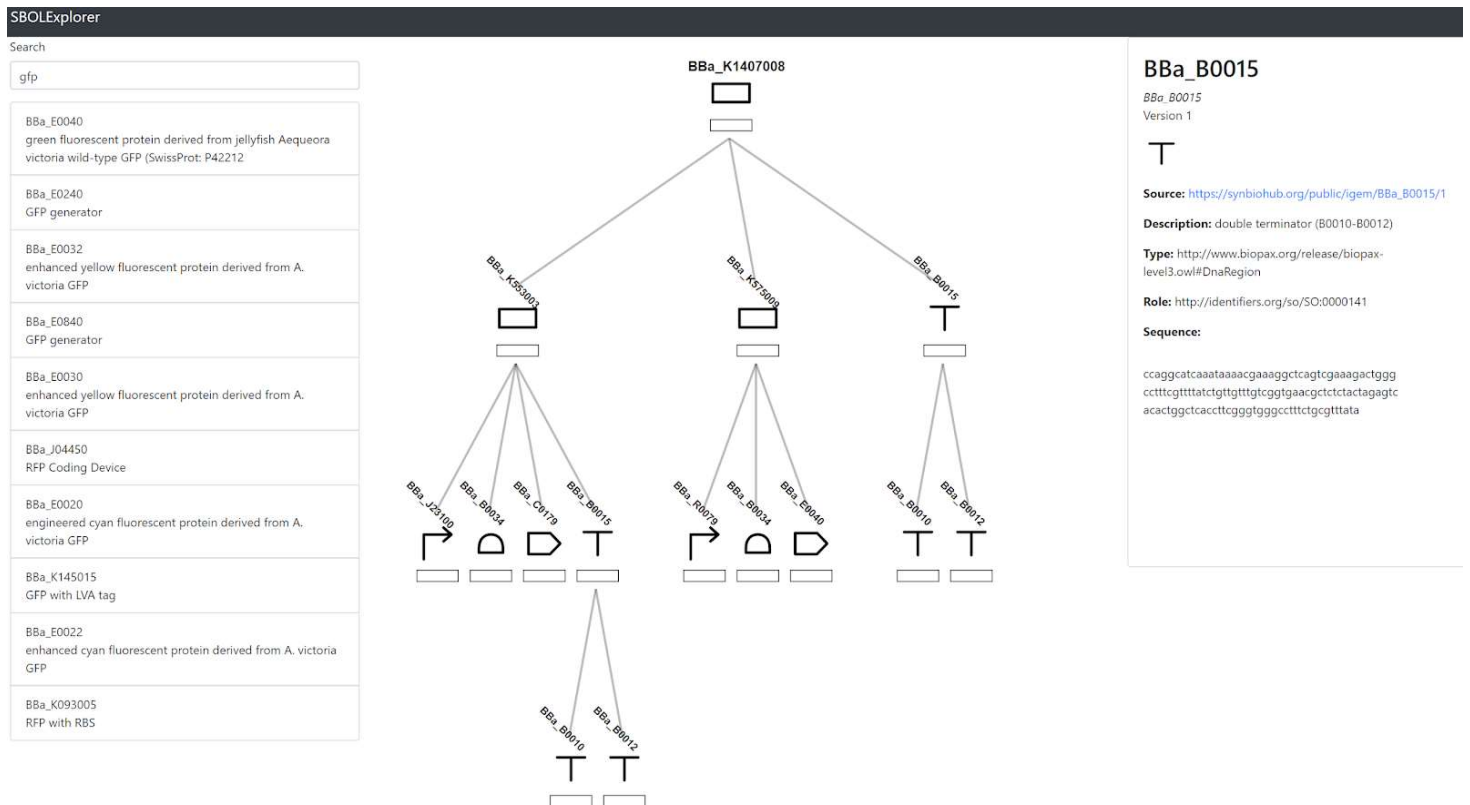 SBOLExplorer
Search
gfp
BBa_E0040
green fluorescent protein derived from jellyfish Aequeora
victoria wild-type GFP (SwissProt: P42212
BBa_E0240
GFP generator
BBa_E0032
enhanced yellow fluorescent protein derived from A.
victoria GFP
BBa_E0840
GFP generator
BBa_E0030
enhanced yellow fluorescent protein derived from A.
victoria GFP
BBa_J04450
RFP Coding Device
BBa_E0020
engineered cyan fluorescent protein derived from A.
victoria GFP
BBa_K145015
GFP with LVA tag
BBa_E0022
enhanced cyan fluorescent protein derived from A. victoria
GFP
BBa_K093005
RFP with RBS
BBa_K1407008
BBa_K553003
BBa_K575009
BBa_B0015
BBa_J23100
BBa_B0034
BBa_C0179
BBa_B0015
BBa_R0079
BBa_B0034
BBa_E0040
BBa_B0010
BBa_B0012
BBa_B0010
BBa_B0012
BBa_B0015
BBa_B0015
Version 1
Source: https://synbiohub.org/public/igem/BBa_B0015/1
Description: double terminator (B0010-B0012)
Type: http://www.biopax.org/release/biopax-
level3.owl#DnaRegion
Role: http://identifiers.org/so/SO:0000141
Sequence:
ccaggcatcaaataaaacgaaaggctcagtcgaaagactggg
cctttcgttttatctgttgtttgtcggtgaacgctctctactagagtc
acactggctcaccttcgggtgggcctttctgcgtttata